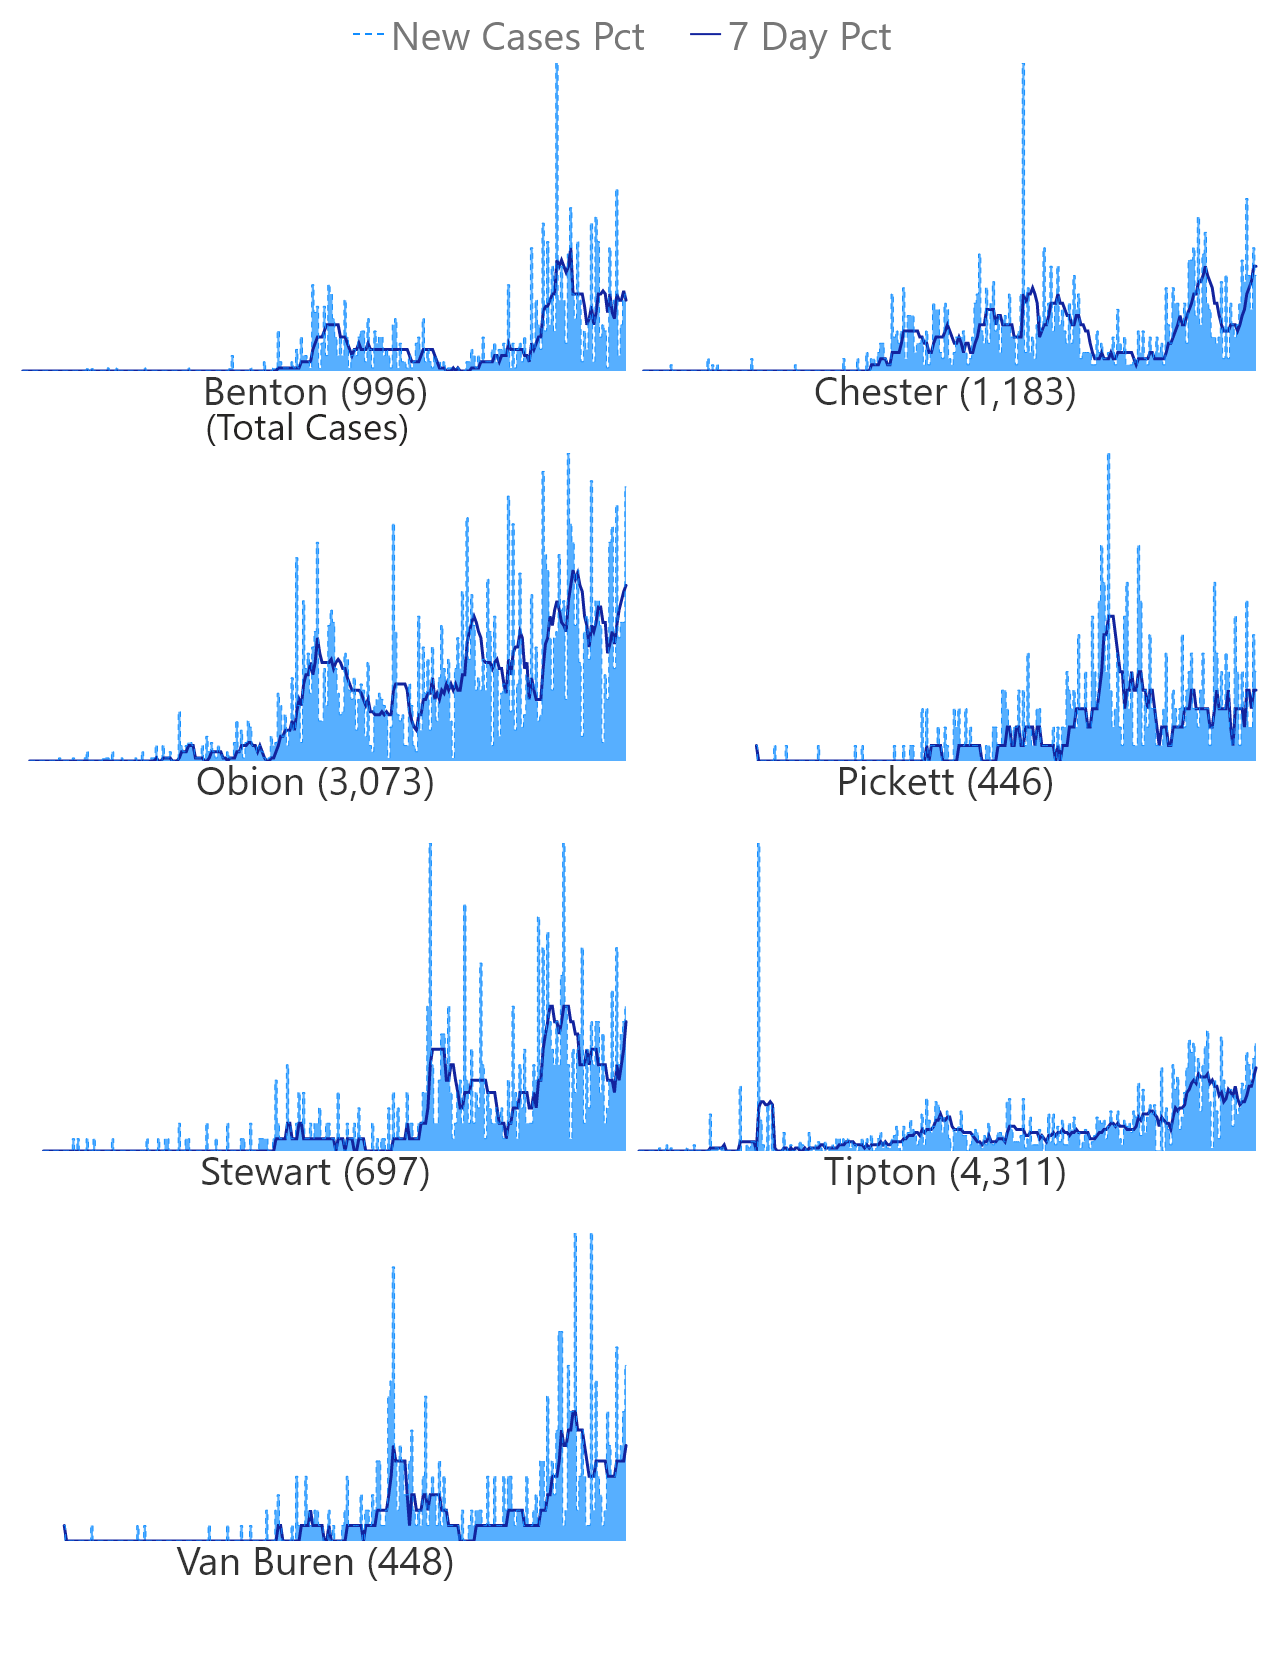 New Cases Pct 7 Day Pct
Benton (996) Chester (1,183)
(Total Cases)
Obion (3,073) Pickett (446)
Stewart (697) Tipton (4,311)
Van Buren (448)